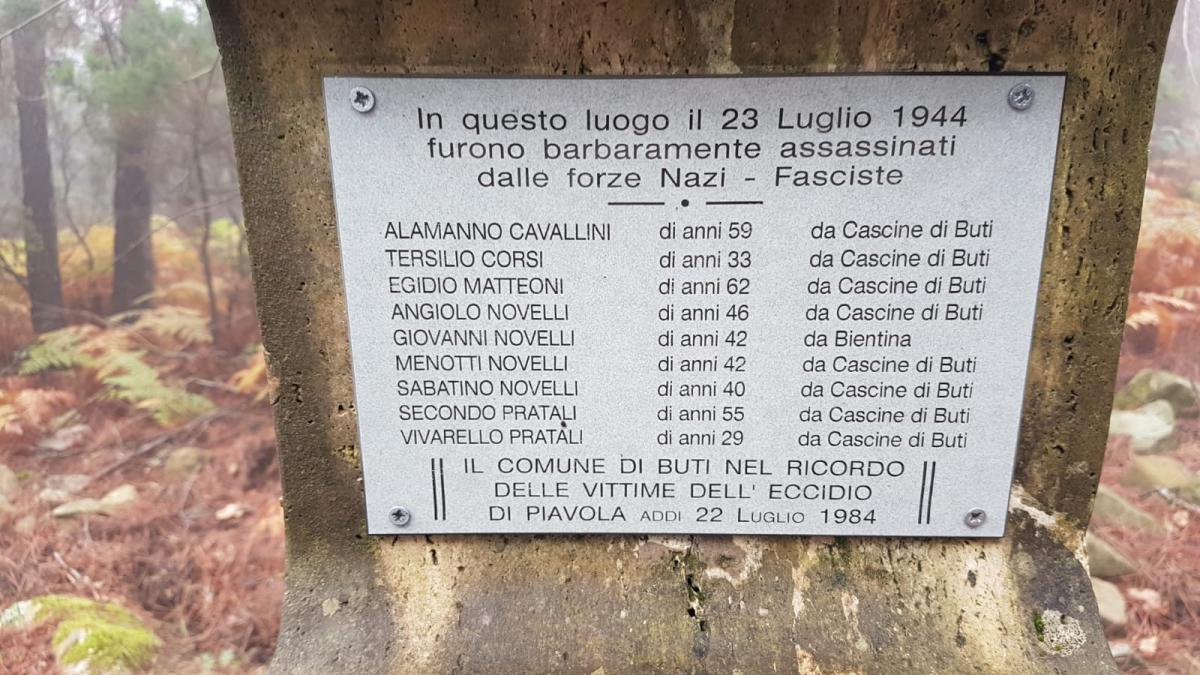 In questo luogo il 23 Luglio 1944
furono barbaramente assassinati
dalle forze Nazi - Fasciste
ALAMANNO CAVALLINI di anni 59 da Cascine di Buti
TERSILIO CORSI di anni 33 da Cascine di Buti
EGIDIO MATTEONI di anni 62 da Cascine di Buti
ANGIOLO NOVELLI di anni 46 da Cascine di Buti
GIOVANNI NOVELLI di anni 42 da Bientina
MENOTTI NOVELLI di anni 42 da Cascine di Buti
SABATINO NOVELLI di anni 40 da Cascine di Buti
SECONDO PRATALI di anni 55 da Cascine di Buti
VIVARELLO PRATALI di anni 29 da Cascine di Buti
IL COMUNE DI BUTI NEL RICORDO
DELLE VITTIME DELL' ECCIDIO
DI PIAVOLA ADDI 22 LUGLIO 1984